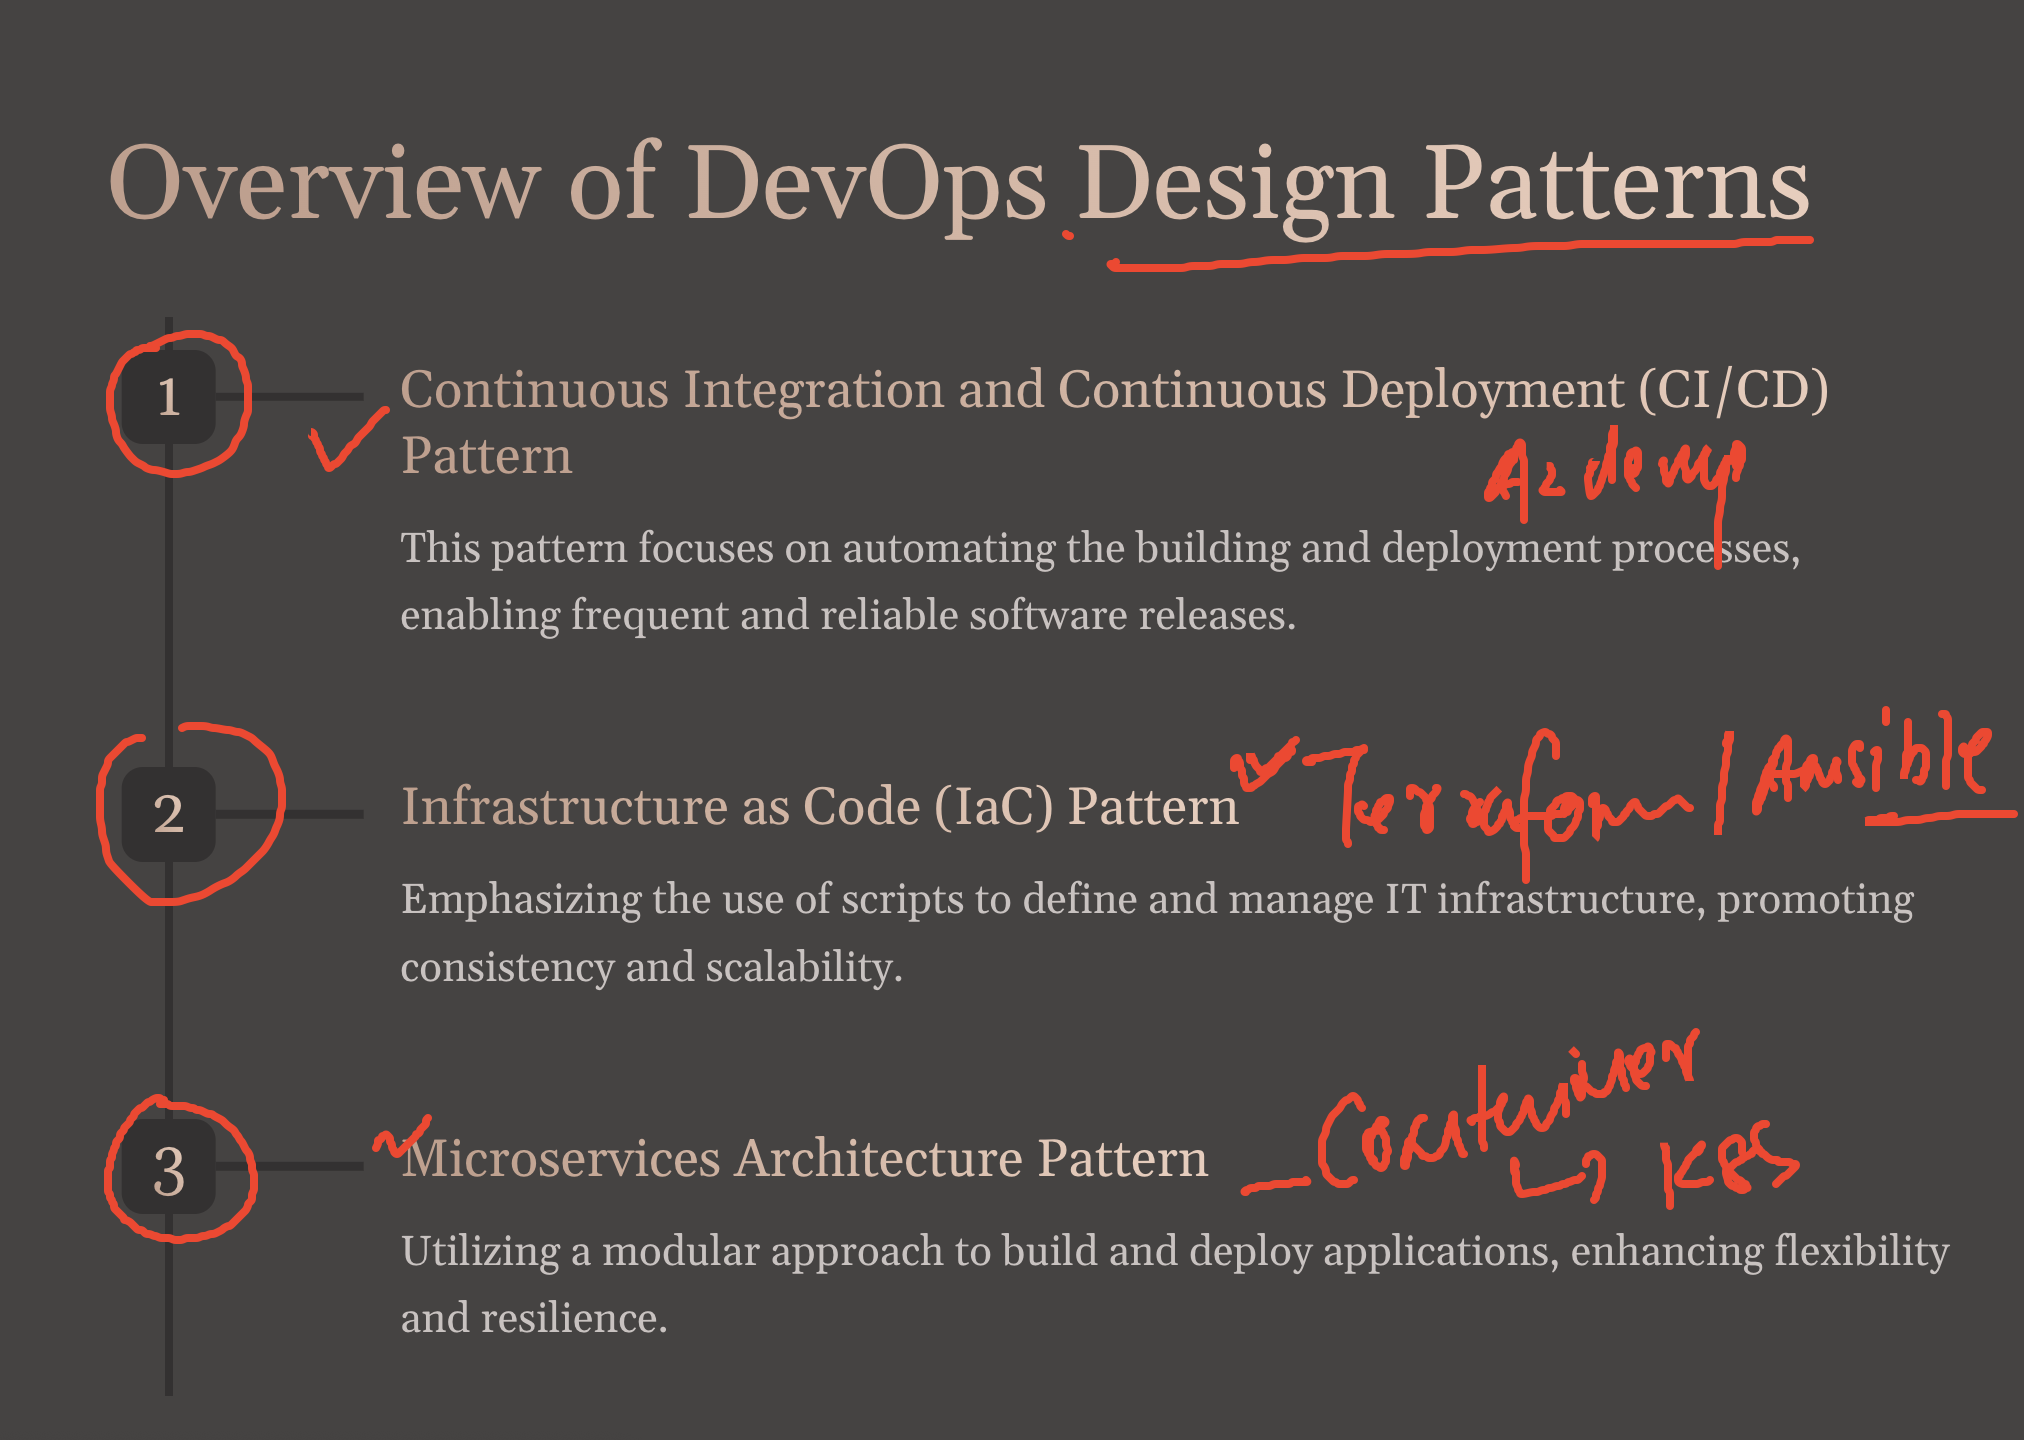 Overview of DevOps Design Patterns
1
Continuous Integration and Continuous Deployment (CI/CD)
Pattern
Az devop
This pattern focuses on automating the building and deployment processes,
enabling frequent and reliable software releases.
2
Infrastructure as Code (IaC) Pattern
Terraform / Ansible
Emphasizing the use of scripts to define and manage IT infrastructure, promoting
consistency and scalability.
3
Microservices Architecture Pattern
Container
K8S
Utilizing a modular approach to build and deploy applications, enhancing flexibility
and resilience.